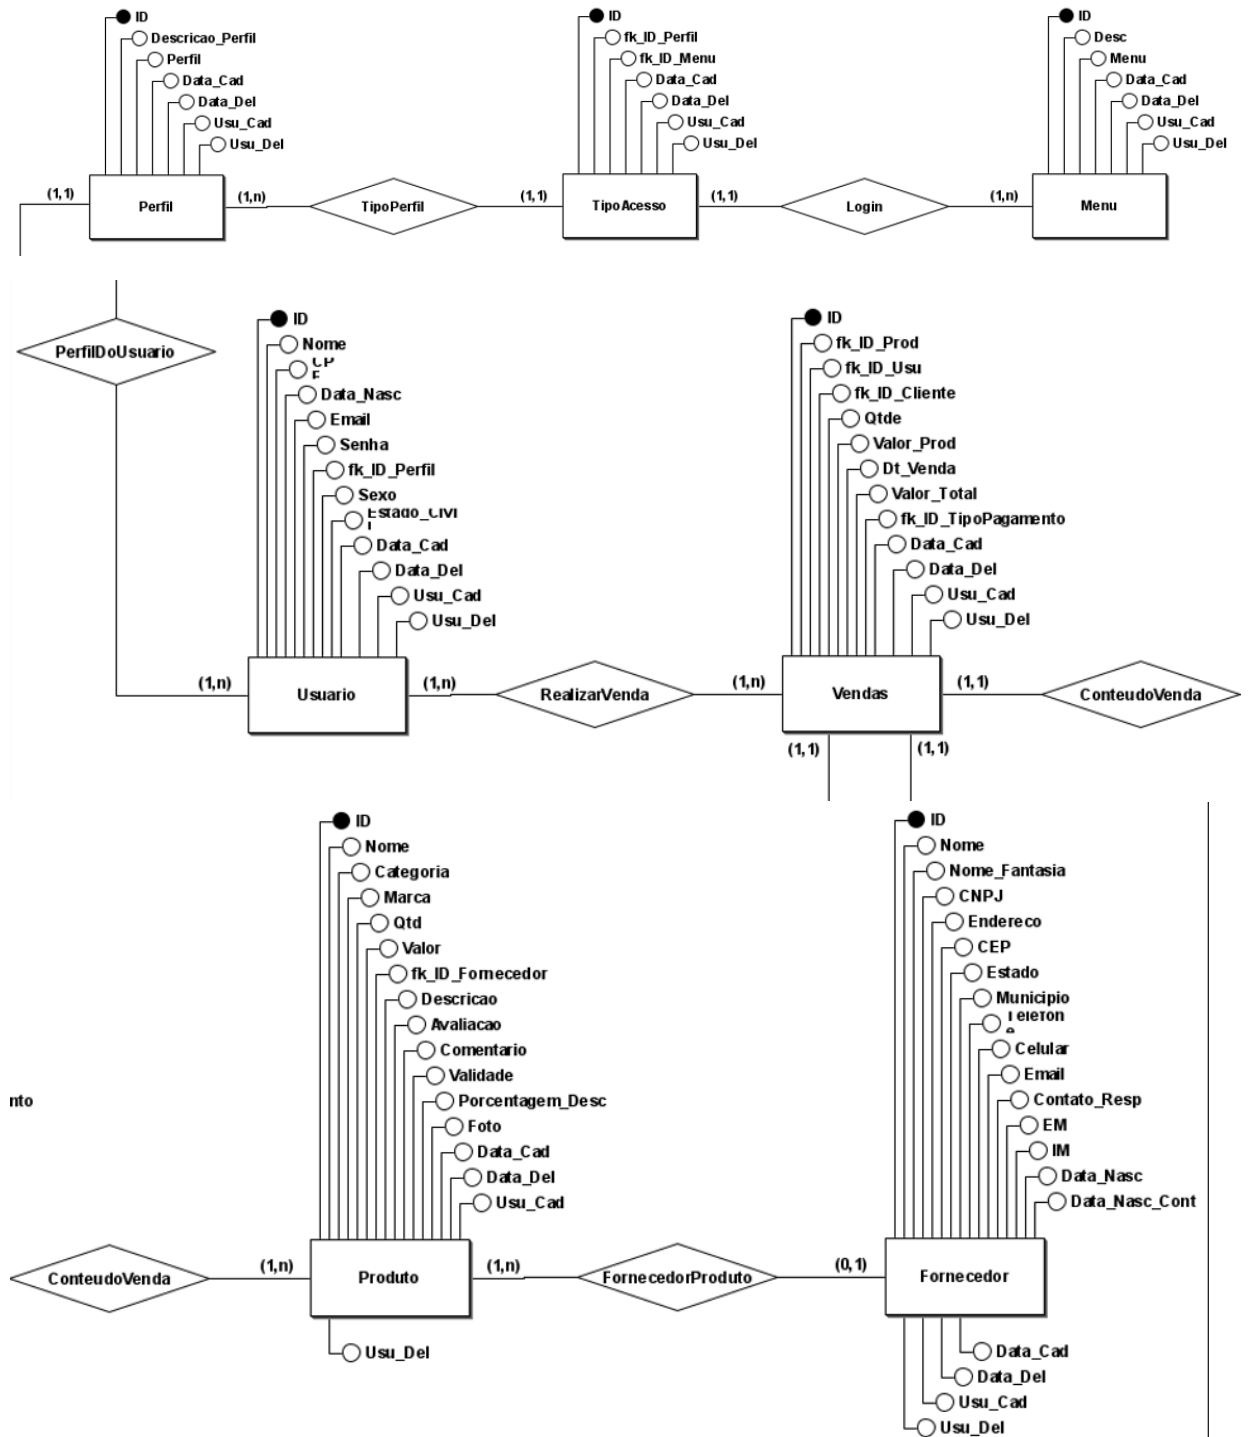 ID
Descricao_Perfil
Perfil
Data_Cad
Data_Del
Usu_Cad
Usu_Del
ID
fk_ID_Perfil
fk_ID_Menu
Data_Cad
Data_Del
Usu_Cad
Usu_Del
ID
Desc
Menu
Data_Cad
Data_Del
Usu_Cad
Usu_Del
(1,1) Perfil (1,n) TipoPerfil (1,1) TipoAcesso (1,1) Login (1,n) Menu
PerfilDoUsuario
ID
Nome
CP
F
Data_Nasc
Email
Senha
fk_ID_Perfil
Sexo
Estado_Civi
l
Data_Cad
Data_Del
Usu_Cad
Usu_Del
ID
fk_ID_Prod
fk_ID_Usu
fk_ID_Cliente
Qtde
Valor_Prod
Dt_Venda
Valor_Total
fk_ID_TipoPagamento
Data_Cad
Data_Del
Usu_Cad
Usu_Del
(1,n) Usuario (1,n) RealizarVenda (1,n) Vendas (1,1) ConteudoVenda
(1,1) (1,1)
ID
Nome
Categoria
Marca
Qtd
Valor
fk_ID_Fornecedor
Descricao
Avaliacao
Comentario
Validade
Porcentagem_Desc
Foto
Data_Cad
Data_Del
Usu_Cad
nto
ID
Nome
Nome_Fantasia
CNPJ
Endereco
CEP
Estado
Municipio
Telefon
e
Celular
Email
Contato_Resp
EM
IM
Data_Nasc
Data_Nasc_Cont
ConteudoVenda (1,n) Produto (1,n) FornecedorProduto (0,1) Fornecedor
Usu_Del
Data_Cad
Data_Del
Usu_Cad
Usu_Del